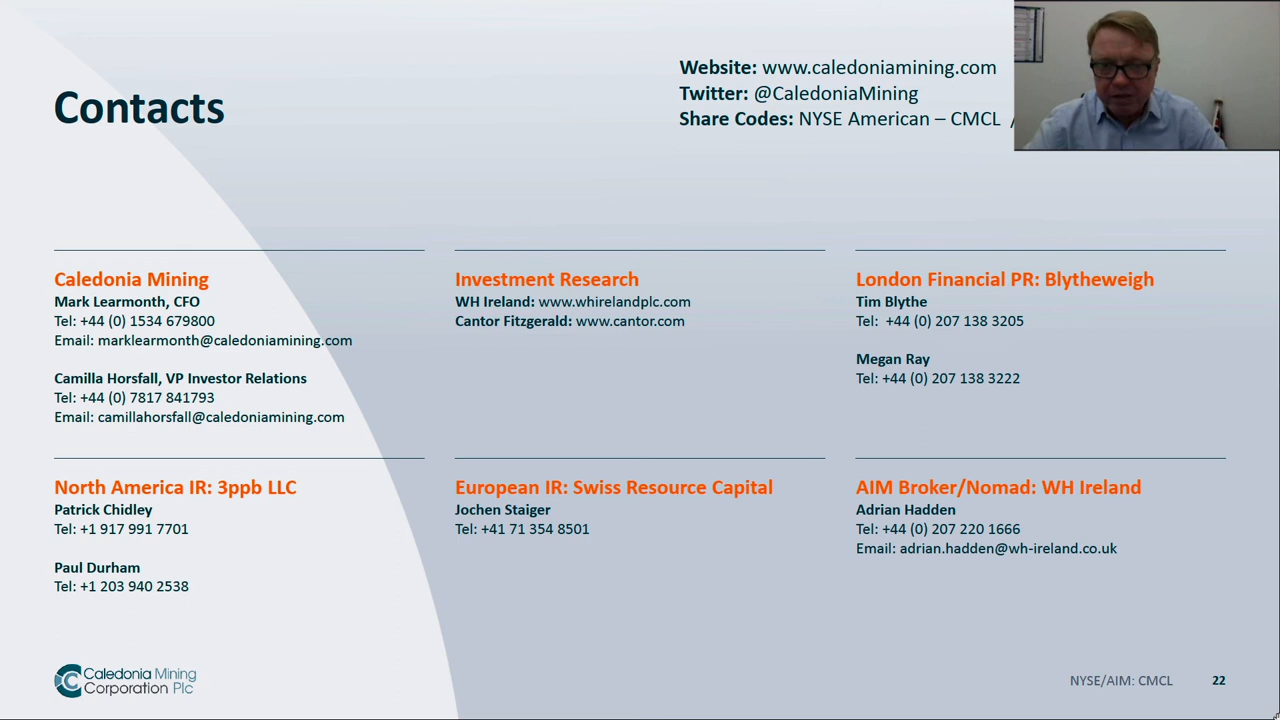 Contacts
Website: www.caledoniamining.com
Twitter: @CaledoniaMining
Share Codes: NYSE American – CMCL /
Caledonia Mining
Mark Learmonth, CFO
Tel: +44 (0) 1534 679800
Email: marklearmonth@caledoniamining.com
Camilla Horsfall, VP Investor Relations
Tel: +44 (0) 7817 841793
Email: camillahorsfall@caledoniamining.com
Investment Research
WH Ireland: www.whirelandplc.com
Cantor Fitzgerald: www.cantor.com
London Financial PR: Blytheweigh
Tim Blythe
Tel: +44 (0) 207 138 3205
Megan Ray
Tel: +44 (0) 207 138 3222
North America IR: 3ppb LLC
Patrick Chidley
Tel: +1 917 991 7701
Paul Durham
Tel: +1 203 940 2538
European IR: Swiss Resource Capital
Jochen Staiger
Tel: +41 71 354 8501
AIM Broker/Nomad: WH Ireland
Adrian Hadden
Tel: +44 (0) 207 220 1666
Email: adrian.hadden@wh-ireland.co.uk
Caledonia Mining
Corporation Plc
NYSE/AIM: CMCL 22